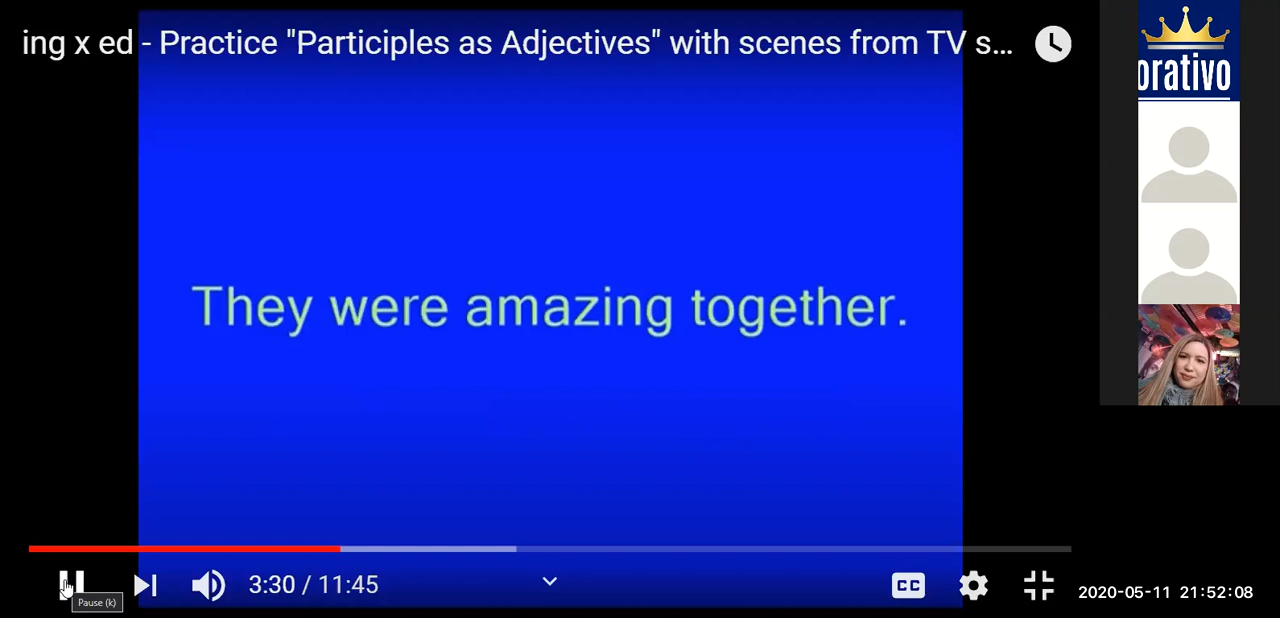 ing x ed - Practice "Participles as Adjectives" with scenes from TV s...
orativo
They were amazing together.
3:30 / 11:45
CC
Pause (k)
2020-05-11 21:52:08